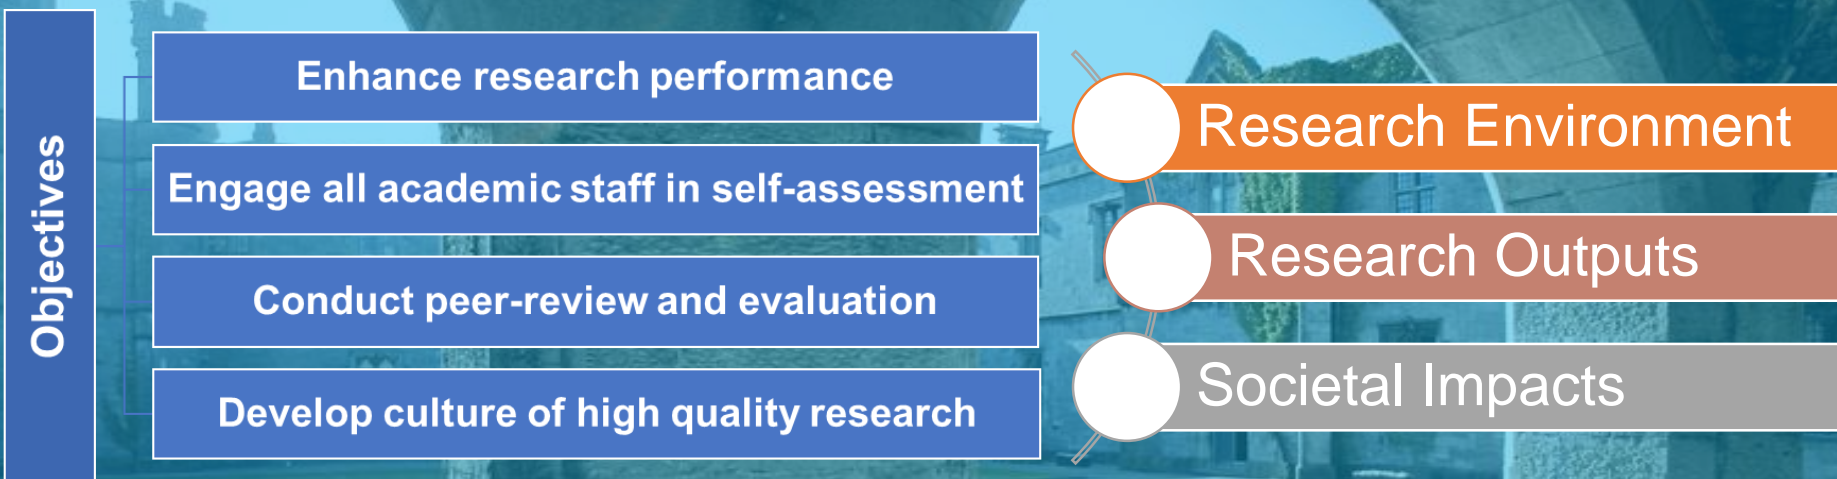 Objectives
Enhance research performance
Engage all academic staff in self-assessment
Conduct peer-review and evaluation
Develop culture of high quality research
Research Environment
Research Outputs
Societal Impacts